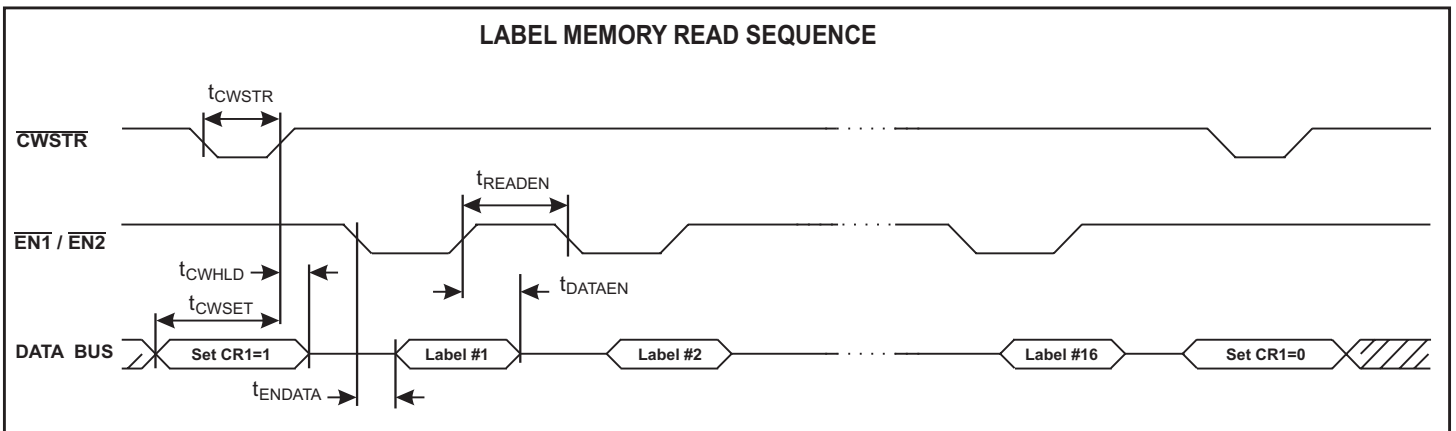 LABEL MEMORY READ SEQUENCE
tCWSTR
CWSTR
tREADEN
EN1 / EN2
tCWHLD
tDATAEN
tCWSET
DATA BUS
Set CR1=1
Label #1
Label #2
Label #16
Set CR1=0
tENDATA